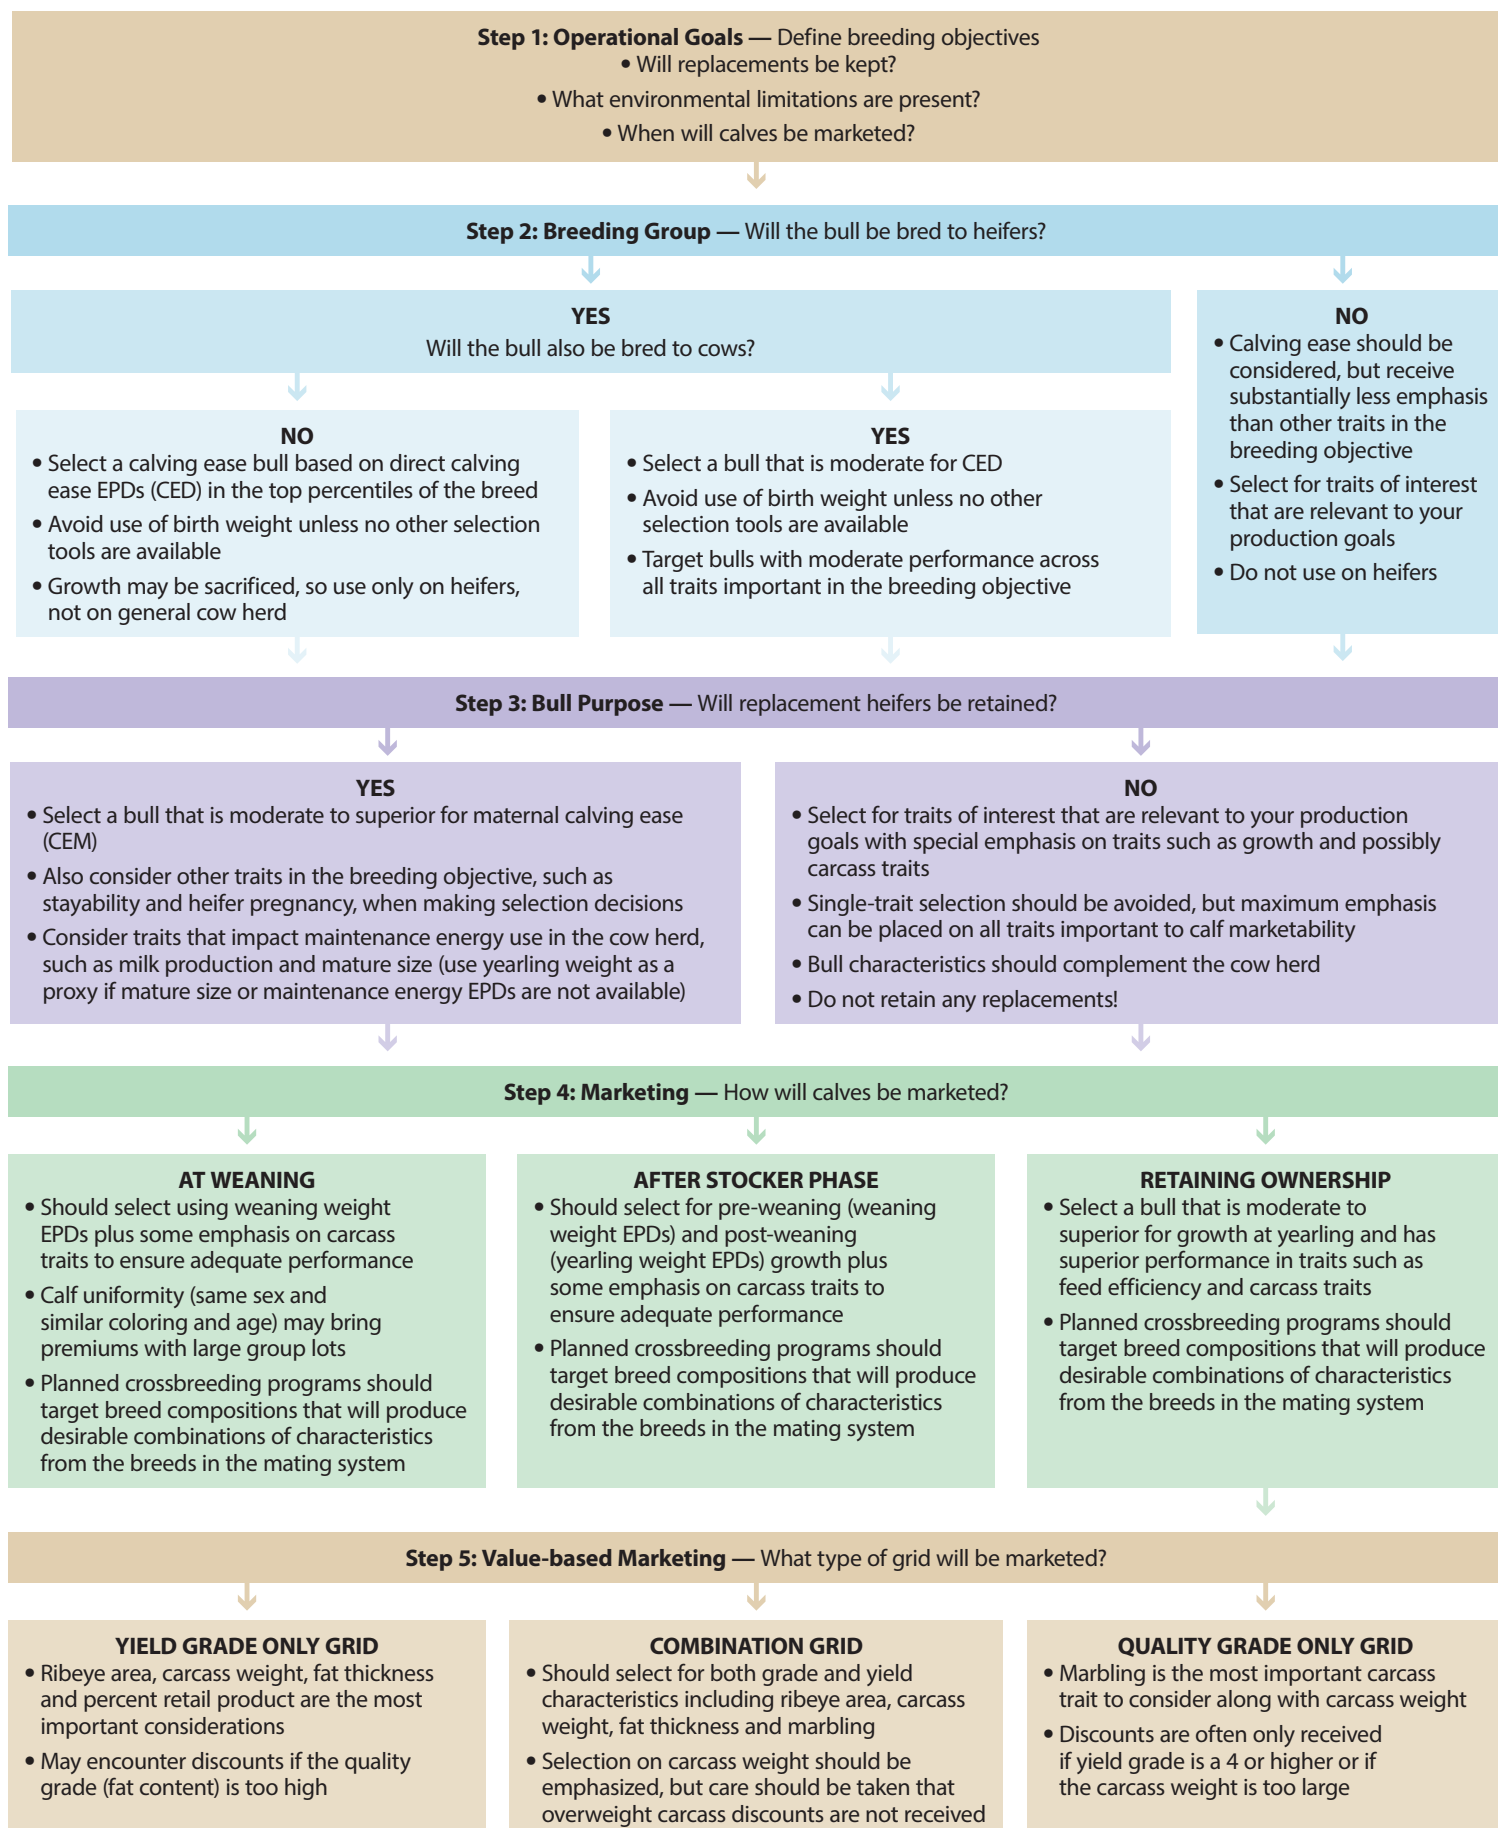 Step 1: Operational Goals — Define breeding objectives
• Will replacements be kept?
• What environmental limitations are present?
• When will calves be marketed?
Step 2: Breeding Group — Will the bull be bred to heifers?
YES
Will the bull also be bred to cows?
NO
• Select a calving ease bull based on direct calving
ease EPDs (CED) in the top percentiles of the breed
• Avoid use of birth weight unless no other selection
tools are available
• Growth may be sacrificed, so use only on heifers,
not on general cow herd
YES
• Select a bull that is moderate for CED
• Avoid use of birth weight unless no other
selection tools are available
• Target bulls with moderate performance across
all traits important in the breeding objective
NO
• Calving ease should be
considered, but receive
substantially less emphasis
than other traits in the
breeding objective
• Select for traits of interest
that are relevant to your
production goals
• Do not use on heifers
Step 3: Bull Purpose — Will replacement heifers be retained?
YES
• Select a bull that is moderate to superior for maternal calving ease
(CEM)
• Also consider other traits in the breeding objective, such as
stayability and heifer pregnancy, when making selection decisions
• Consider traits that impact maintenance energy use in the cow herd,
such as milk production and mature size (use yearling weight as a
proxy if mature size or maintenance energy EPDs are not available)
NO
• Select for traits of interest that are relevant to your production
goals with special emphasis on traits such as growth and possibly
carcass traits
• Single-trait selection should be avoided, but maximum emphasis
can be placed on all traits important to calf marketability
• Bull characteristics should complement the cow herd
• Do not retain any replacements!
Step 4: Marketing — How will calves be marketed?
AT WEANING
• Should select using weaning weight
EPDs plus some emphasis on carcass
traits to ensure adequate performance
• Calf uniformity (same sex and
similar coloring and age) may bring
premiums with large group lots
• Planned crossbreeding programs should
target breed compositions that will produce
desirable combinations of characteristics
from the breeds in the mating system
AFTER STOCKER PHASE
• Should select for pre-weaning (weaning
weight EPDs) and post-weaning
(yearling weight EPDs) growth plus
some emphasis on carcass traits to
ensure adequate performance
• Planned crossbreeding programs should
target breed compositions that will produce
desirable combinations of characteristics
from the breeds in the mating system
RETAINING OWNERSHIP
• Select a bull that is moderate to
superior for growth at yearling and has
superior performance in traits such as
feed efficiency and carcass traits
• Planned crossbreeding programs should
target breed compositions that will produce
desirable combinations of characteristics
from the breeds in the mating system
Step 5: Value-based Marketing — What type of grid will be marketed?
YIELD GRADE ONLY GRID
• Ribeye area, carcass weight, fat thickness
and percent retail product are the most
important considerations
• May encounter discounts if the quality
grade (fat content) is too high
COMBINATION GRID
• Should select for both grade and yield
characteristics including ribeye area, carcass
weight, fat thickness and marbling
• Selection on carcass weight should be
emphasized, but care should be taken that
overweight carcass discounts are not received
QUALITY GRADE ONLY GRID
• Marbling is the most important carcass
trait to consider along with carcass weight
• Discounts are often only received
if yield grade is a 4 or higher or if
the carcass weight is too large